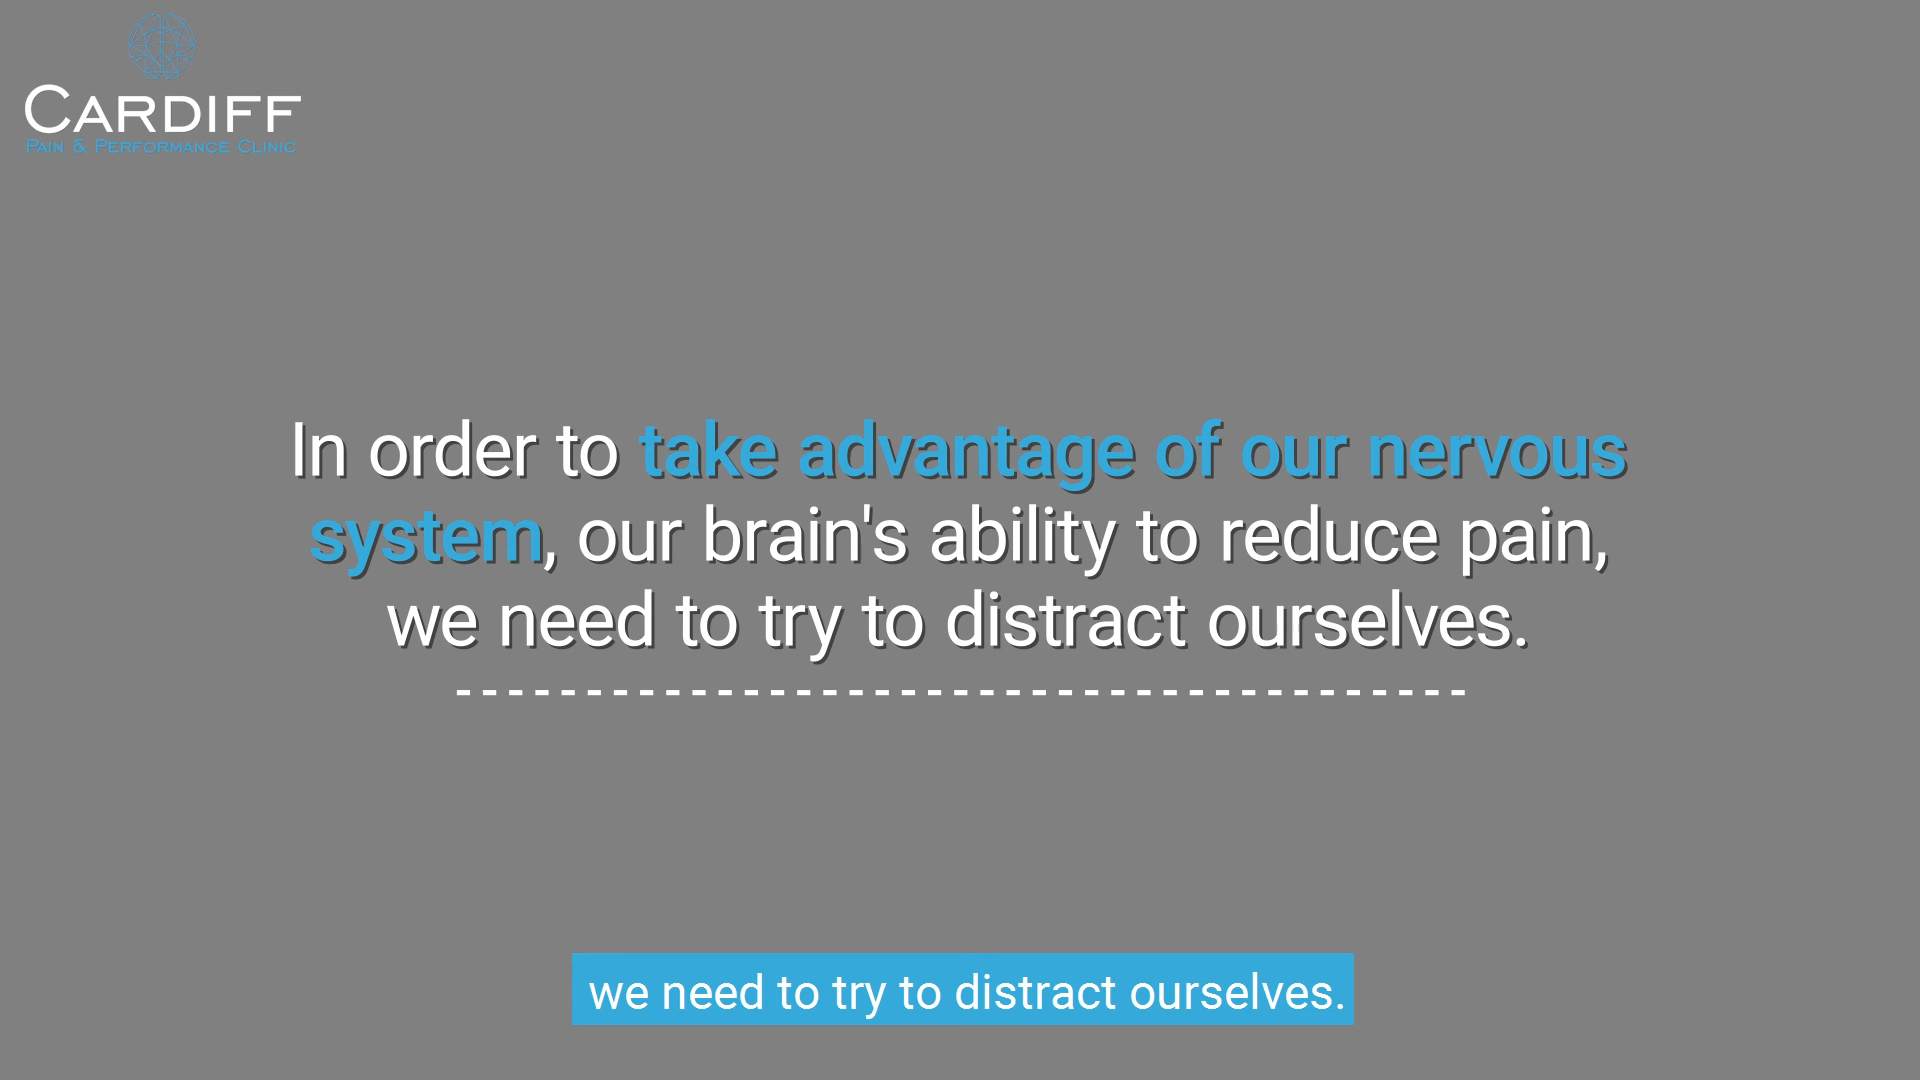 CARDIFF
PAIN & PERFORMANCE CLINIC
In order to take advantage of our nervous
system, our brain's ability to reduce pain,
we need to try to distract ourselves.
we need to try to distract ourselves.